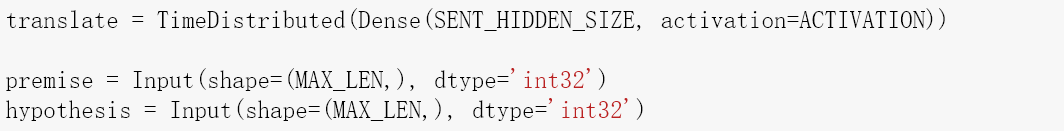 translate = TimeDistributed(Dense(SENT_HIDDEN_SIZE, activation=ACTIVATION))
premise = Input(shape=(MAX_LEN,), dtype='int32')
hypothesis = Input(shape=(MAX_LEN,), dtype='int32')